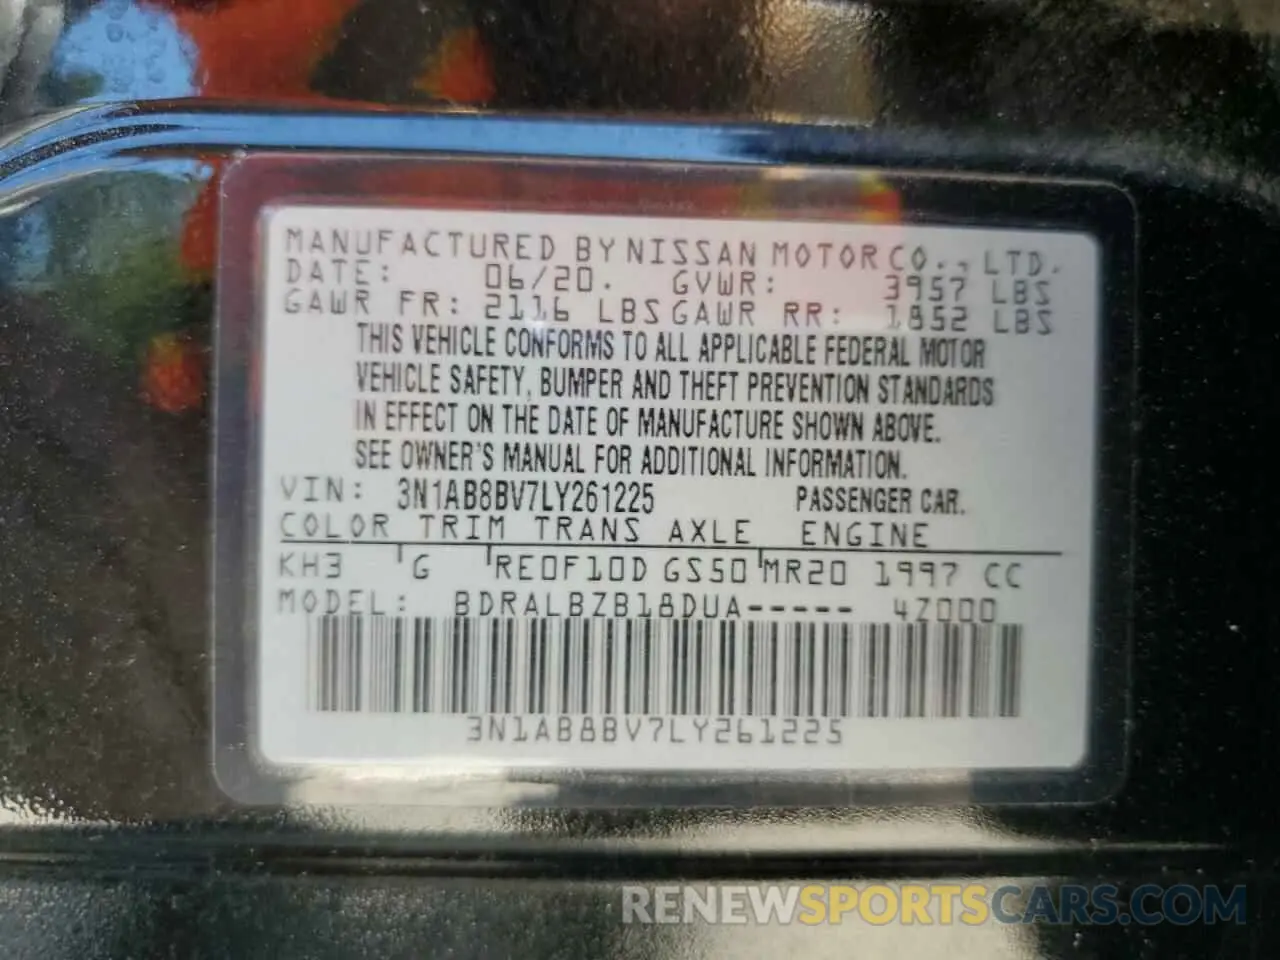 MANUFACTURED BY NISSAN MOTOR CO., LTD.
DATE: 06/20. GVWR: 3957 LBS
GAWR FR: 2116 LBS GAWR RR: 1852 LBS
THIS VEHICLE CONFORMS TO ALL APPLICABLE FEDERAL MOTOR
VEHICLE SAFETY, BUMPER AND THEFT PREVENTION STANDARDS
IN EFFECT ON THE DATE OF MANUFACTURE SHOWN ABOVE.
SEE OWNER'S MANUAL FOR ADDITIONAL INFORMATION.
VIN: 3N1AB8BV7LY261225 PASSENGER CAR.
COLOR TRIM TRANS AXLE ENGINE
KH3 G RE0F10D GS50 MR20 1997 CC
MODEL: BDRALBZB18DUA----- 4Z000
3N1AB8BV7LY261225
RENEWSPORTSCARS.COM